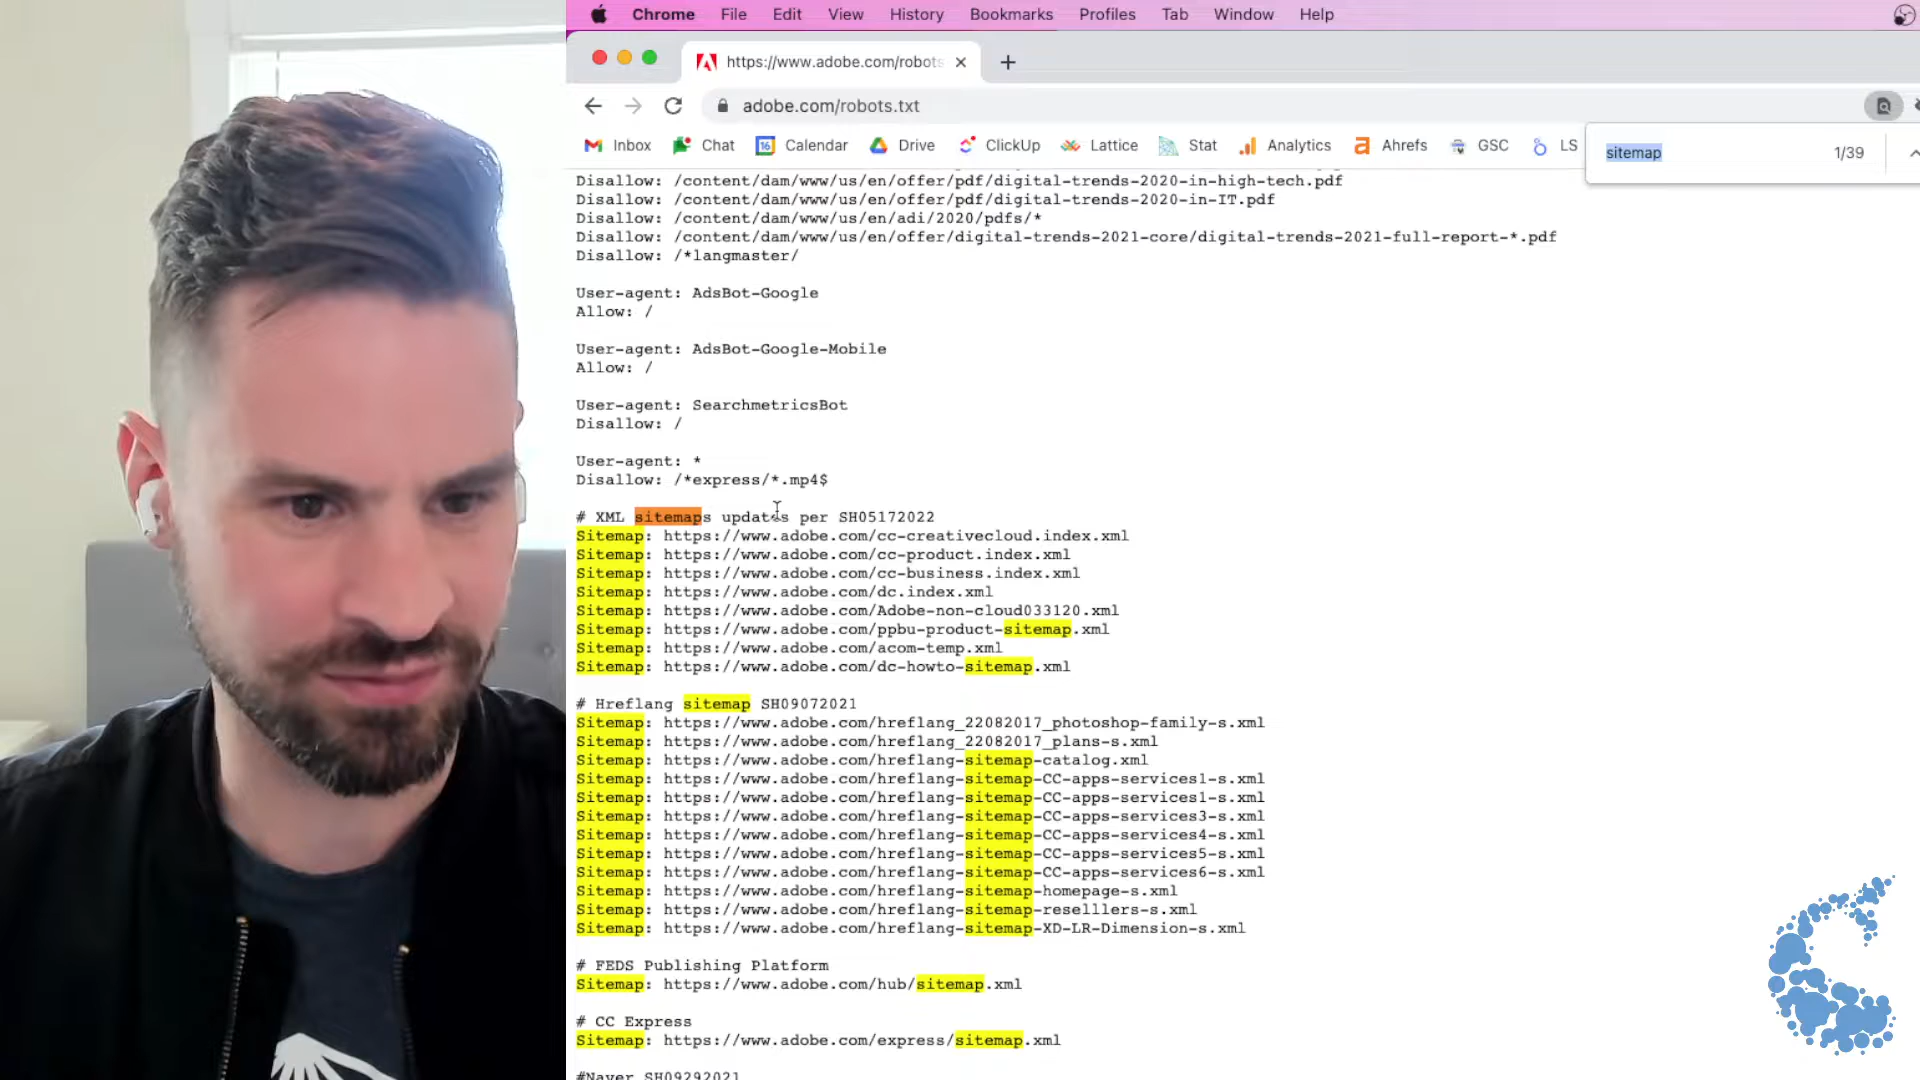 Chrome File Edit View History Bookmarks Profiles Tab Window Help
https://www.adobe.com/robots
adobe.com/robots.txt
Inbox Chat Calendar Drive ClickUp Lattice Stat Analytics Ahrefs GSC LS
16
sitemap 1/39
Disallow: /content/dam/www/us/en/offer/pdf/digital-trends-2020-in-high-tech.pdf
Disallow: /content/dam/www/us/en/offer/pdf/digital-trends-2020-in-IT.pdf
Disallow: /content/dam/www/us/en/adi/2020/pdfs/*
Disallow: /content/dam/www/us/en/offer/digital-trends-2021-core/digital-trends-2021-full-report-*.pdf
Disallow: /*langmaster/
User-agent: AdsBot-Google
Allow: /
User-agent: AdsBot-Google-Mobile
Allow: /
User-agent: SearchmetricsBot
Disallow: /
User-agent: *
Disallow: /*express/*.mp4$
# XML sitemaps updates per SH05172022
Sitemap: https://www.adobe.com/cc-creativecloud.index.xml
Sitemap: https://www.adobe.com/cc-product.index.xml
Sitemap: https://www.adobe.com/cc-business.index.xml
Sitemap: https://www.adobe.com/dc.index.xml
Sitemap: https://www.adobe.com/Adobe-non-cloud033120.xml
Sitemap: https://www.adobe.com/ppbu-product-sitemap.xml
Sitemap: https://www.adobe.com/acom-temp.xml
Sitemap: https://www.adobe.com/dc-howto-sitemap.xml
# Hreflang sitemap SH09072021
Sitemap: https://www.adobe.com/hreflang_22082017_photoshop-family-s.xml
Sitemap: https://www.adobe.com/hreflang_22082017_plans-s.xml
Sitemap: https://www.adobe.com/hreflang-sitemap-catalog.xml
Sitemap: https://www.adobe.com/hreflang-sitemap-CC-apps-services1-s.xml
Sitemap: https://www.adobe.com/hreflang-sitemap-CC-apps-services1-s.xml
Sitemap: https://www.adobe.com/hreflang-sitemap-CC-apps-services3-s.xml
Sitemap: https://www.adobe.com/hreflang-sitemap-CC-apps-services4-s.xml
Sitemap: https://www.adobe.com/hreflang-sitemap-CC-apps-services5-s.xml
Sitemap: https://www.adobe.com/hreflang-sitemap-CC-apps-services6-s.xml
Sitemap: https://www.adobe.com/hreflang-sitemap-homepage-s.xml
Sitemap: https://www.adobe.com/hreflang-sitemap-reselllers-s.xml
Sitemap: https://www.adobe.com/hreflang-sitemap-XD-LR-Dimension-s.xml
# FEDS Publishing Platform
Sitemap: https://www.adobe.com/hub/sitemap.xml
# CC Express
Sitemap: https://www.adobe.com/express/sitemap.xml
#Naver SH09292021